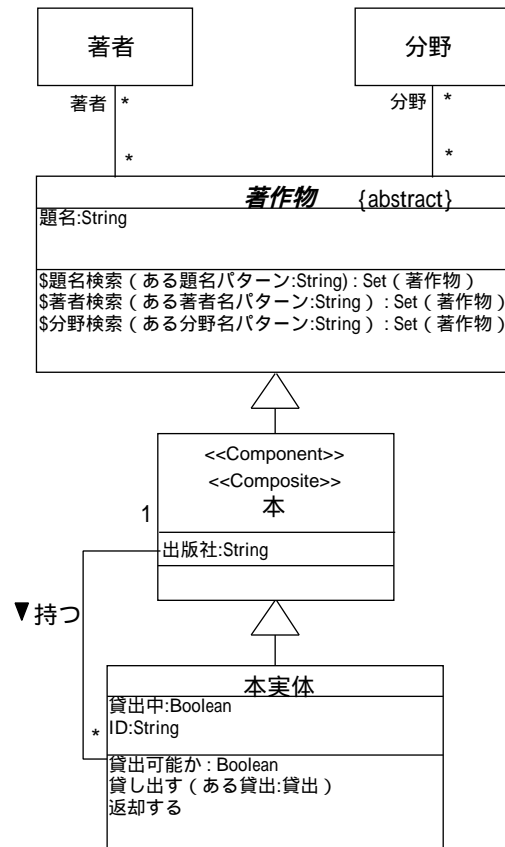 著者
分野
著者 *
分野 *
*
*
著作物 {abstract}
題名:String
$題名検索（ある題名パターン:String) : Set（著作物）
$著者検索（ある著者名パターン:String）: Set（著作物）
$分野検索（ある分野名パターン:String）: Set（著作物）
<<Component>>
<<Composite>>
本
1
出版社:String
▼持つ
本実体
貸出中:Boolean
* ID:String
貸出可能か : Boolean
貸し出す（ある貸出:貸出）
返却する